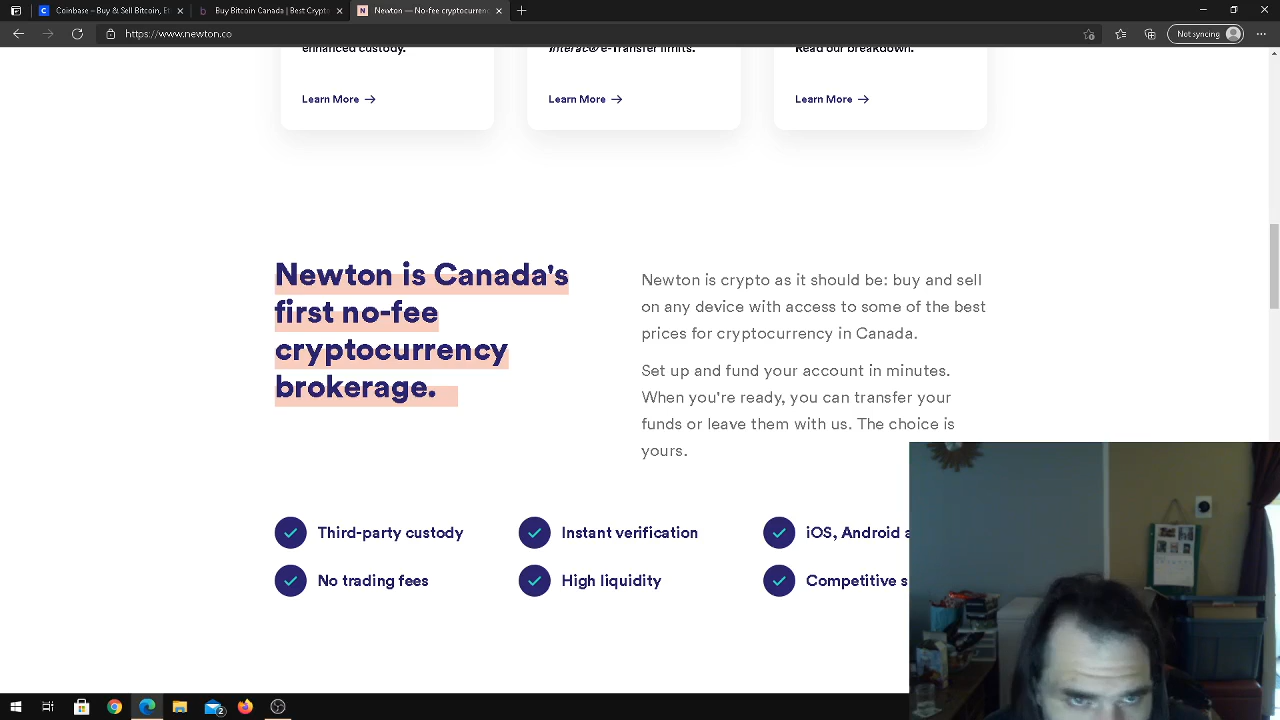 Coinbase – Buy & Sell Bitcoin, Et
Buy Bitcoin Canada | Best Crypto
Newton — No-fee cryptocurrenc
https://www.newton.co
Not syncing
enhanced custody.
Interac® e-Transfer limits.
Read our breakdown.
Learn More
Learn More
Learn More
Newton is Canada's
first no-fee
cryptocurrency
brokerage.
Newton is crypto as it should be: buy and sell
on any device with access to some of the best
prices for cryptocurrency in Canada.
Set up and fund your account in minutes.
When you're ready, you can transfer your
funds or leave them with us. The choice is
yours.
Third-party custody
Instant verification
iOS, Android a
No trading fees
High liquidity
Competitive s
2